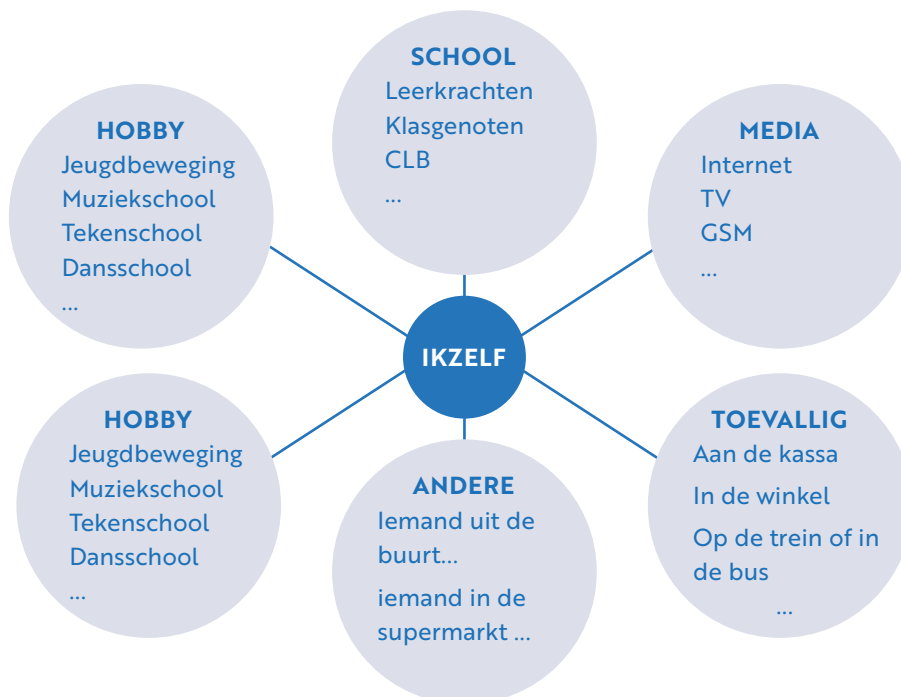 SCHOOL
Leerkrachten
Klasgenoten
CLB
...
HOBBY
Jeugdbeweging
Muziekschool
Tekenschool
Dansschool
...
MEDIA
Internet
TV
GSM
...
IKZELF
HOBBY
Jeugdbeweging
Muziekschool
Tekenschool
Dansschool
...
ANDERE
Iemand uit de
buurt...
iemand in de
supermarkt ...
TOEVALLIG
Aan de kassa
In de winkel
Op de trein of in
de bus
...